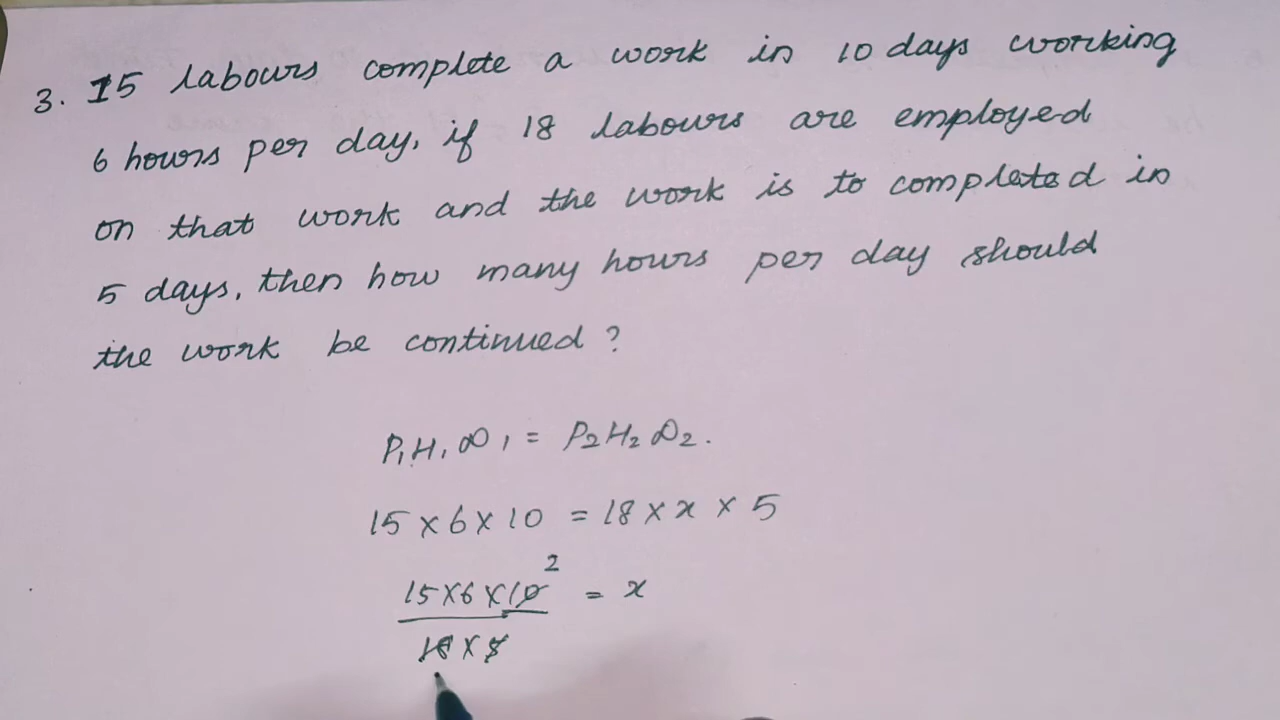 3. 15 labours complete a work in 10 days working
6 hours per day, if 18 labours are employed
on that work and the work is to completed in
5 days, then how many hours per day should
the work be continued?
P₁H₁D₁ = P₂H₂D₂.
15 × 6 × 10 = 18 × x × 5
2
15×6×10 = x
18 × 5